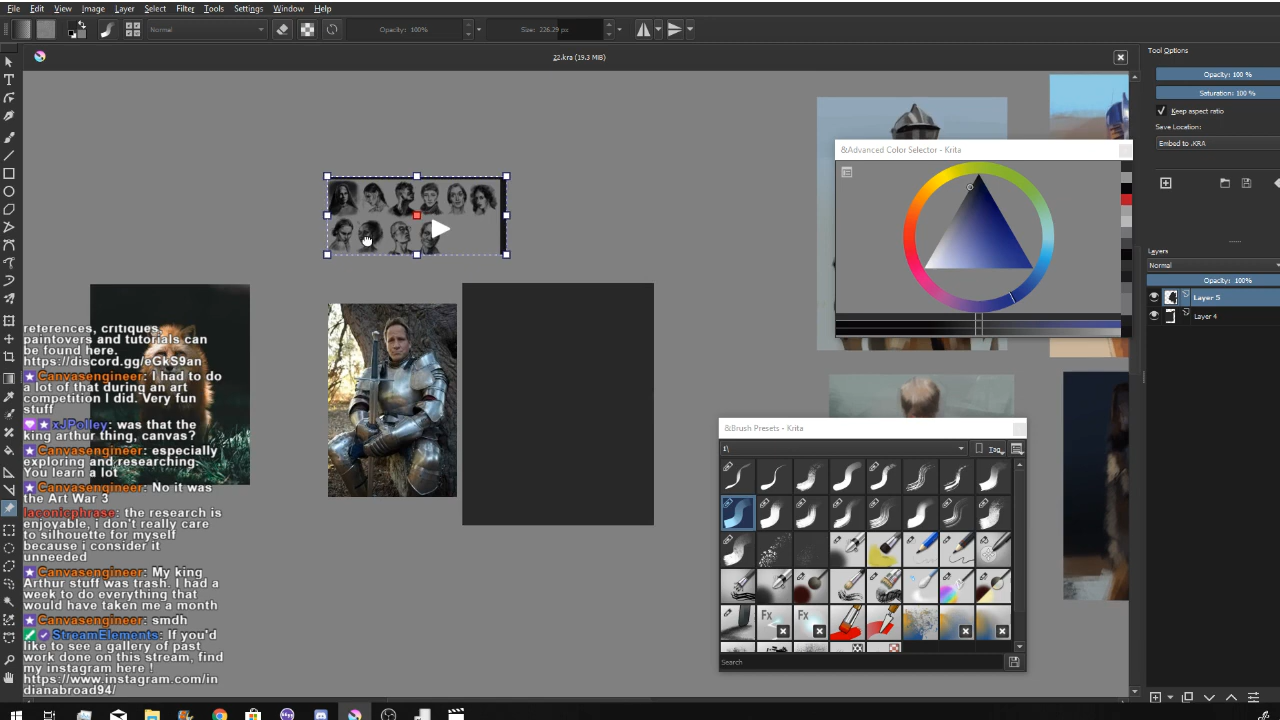 File Edit View Image Layer Select Filter Tools Settings Window Help
Normal
Opacity: 100%
Size: 226.29 px
22.kra (19.3 MiB)
references, critiques,
paintovers and tutorials can
be found here.
https://discord.gg/eGkS9an
Canvasengineer: I had to do
a lot of that during an art
competition I did. Very fun
stuff
xJPolley: was that the
king arthur thing, canvas?
Canvasengineer: especially
exploring and researching.
You learn a lot
Canvasengineer: No it was
the Art War 3
laconicphrase: the research is
enjoyable, i don't really care
to silhouette for myself
because i consider it
unneeded
Canvasengineer: My king
Arthur stuff was trash. I had a
week to do everything that
would have taken me a month
Canvasengineer: smdh
StreamElements: If you'd
like to see a gallery of past
work done on this stream, find
my instagram here !
https://www.instagram.com/in
dianabroad94/
&Advanced Color Selector - Krita
&Brush Presets - Krita
Tag
Fx Fx
Search
Tool Options
Opacity: 100 %
Saturation: 100 %
Keep aspect ratio
Save Location:
Embed to .KRA
Layers
Normal
Opacity: 100%
Layer 5
Layer 4